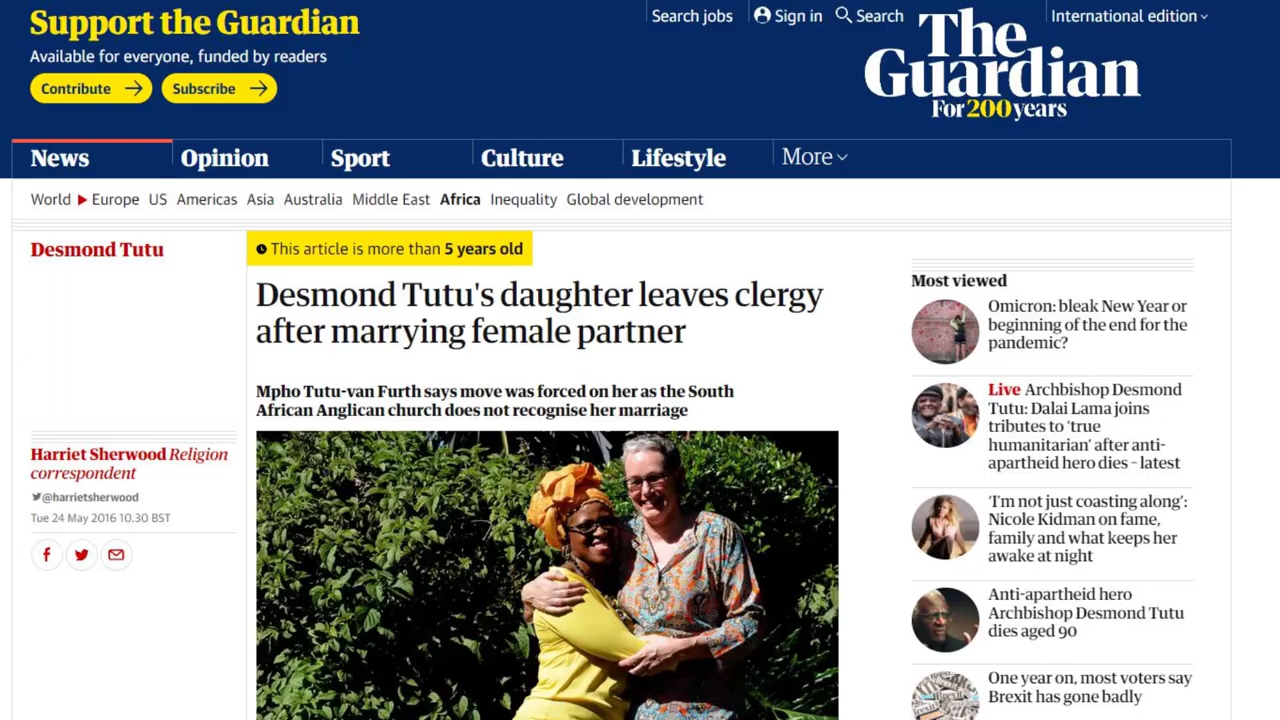 Support the Guardian
Available for everyone, funded by readers
Contribute
Subscribe
Search jobs
Sign in
Search
International edition
The
Guardian
For 200 years
News
Opinion
Sport
Culture
Lifestyle
More
World
Europe
US
Americas
Asia
Australia
Middle East
Africa
Inequality
Global development
Desmond Tutu
This article is more than 5 years old
Desmond Tutu's daughter leaves clergy
after marrying female partner
Mpho Tutu-van Furth says move was forced on her as the South
African Anglican church does not recognise her marriage
Harriet Sherwood Religion
correspondent
@harrietsherwood
Tue 24 May 2016 10.30 BST
Most viewed
Omicron: bleak New Year or
beginning of the end for the
pandemic?
Live Archbishop Desmond
Tutu: Dalai Lama joins
tributes to ‘true
humanitarian’ after anti-
apartheid hero dies – latest
‘I’m not just coasting along’:
Nicole Kidman on fame,
family and what keeps her
awake at night
Anti-apartheid hero
Archbishop Desmond Tutu
dies aged 90
One year on, most voters say
Brexit has gone badly